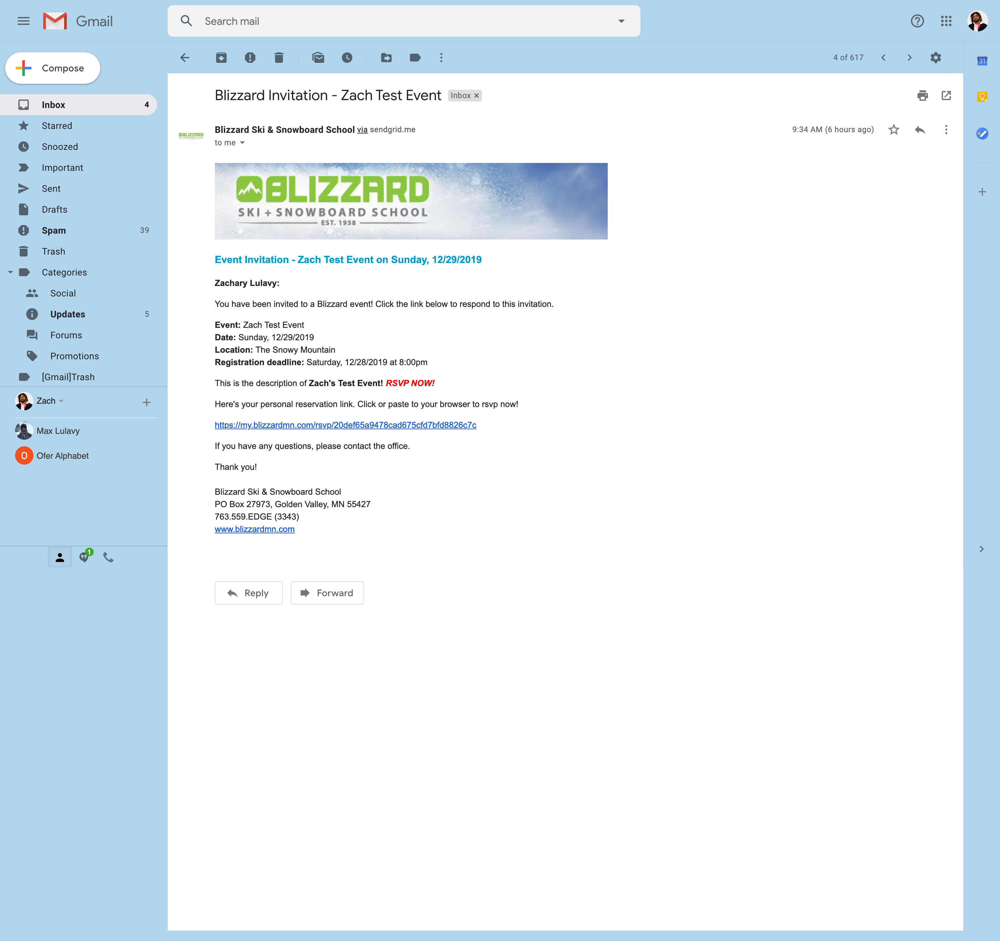 Gmail
Search mail
Compose
4 of 617
31
Inbox 4
Starred
Snoozed
Important
Sent
Drafts
Spam 39
Trash
Categories
Social
Updates 5
Forums
Promotions
[Gmail]Trash
Zach
Max Lulavy
O Ofer Alphabet
1
Blizzard Invitation - Zach Test Event Inbox x
BLIZZARD
Blizzard Ski & Snowboard School via sendgrid.me
9:34 AM (6 hours ago)
to me
BLIZZARD
SKI + SNOWBOARD SCHOOL
EST. 1958
Event Invitation - Zach Test Event on Sunday, 12/29/2019
Zachary Lulavy:
You have been invited to a Blizzard event! Click the link below to respond to this invitation.
Event: Zach Test Event
Date: Sunday, 12/29/2019
Location: The Snowy Mountain
Registration deadline: Saturday, 12/28/2019 at 8:00pm
This is the description of Zach's Test Event! RSVP NOW!
Here's your personal reservation link. Click or paste to your browser to rsvp now!
https://my.blizzardmn.com/rsvp/20def65a9478cad675cfd7bfd8826c7c
If you have any questions, please contact the office.
Thank you!
Blizzard Ski & Snowboard School
PO Box 27973, Golden Valley, MN 55427
763.559.EDGE (3343)
www.blizzardmn.com
Reply
Forward